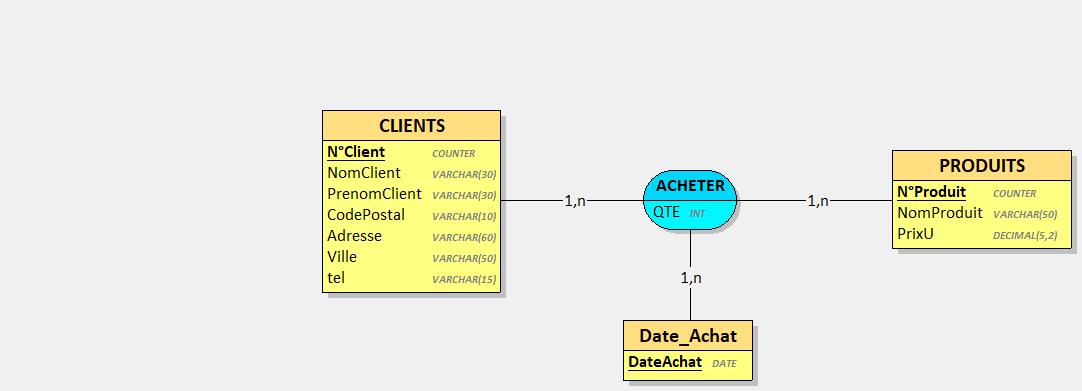 CLIENTS
N°Client COUNTER
NomClient VARCHAR(30)
PrenomClient VARCHAR(30)
CodePostal VARCHAR(10)
Adresse VARCHAR(60)
Ville VARCHAR(50)
tel VARCHAR(15)
1,n
ACHETER
QTE INT
1,n
PRODUITS
N°Produit COUNTER
NomProduit VARCHAR(50)
PrixU DECIMAL(5,2)
1,n
Date_Achat
DateAchat DATE